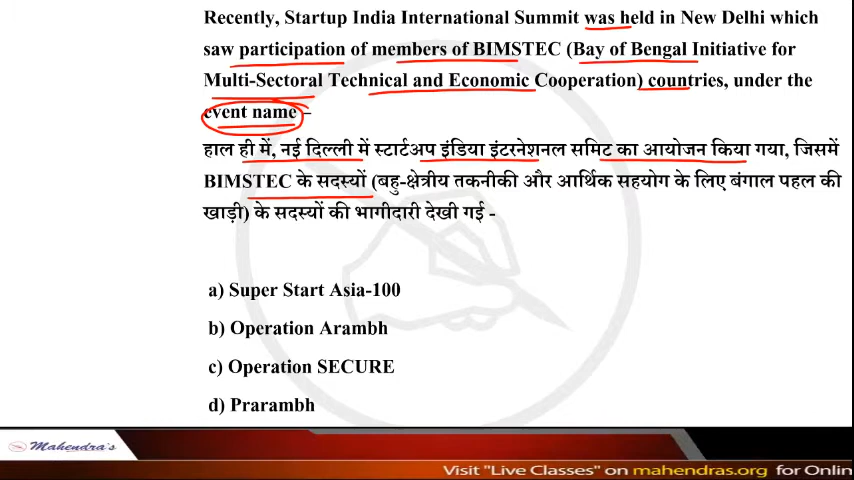 Recently, Startup India International Summit was held in New Delhi which
saw participation of members of BIMSTEC (Bay of Bengal Initiative for
Multi-Sectoral Technical and Economic Cooperation) countries, under the
event name –
हाल ही में, नई दिल्ली में स्टार्टअप इंडिया इंटरनेशनल समिट का आयोजन किया गया, जिसमें
BIMSTEC के सदस्यों (बहु-क्षेत्रीय तकनीकी और आर्थिक सहयोग के लिए बंगाल पहल की
खाड़ी) के सदस्यों की भागीदारी देखी गई -
a) Super Start Asia-100
b) Operation Arambh
c) Operation SECURE
d) Prarambh
Mahendra's
Visit "Live Classes" on mahendras.org for Onlin